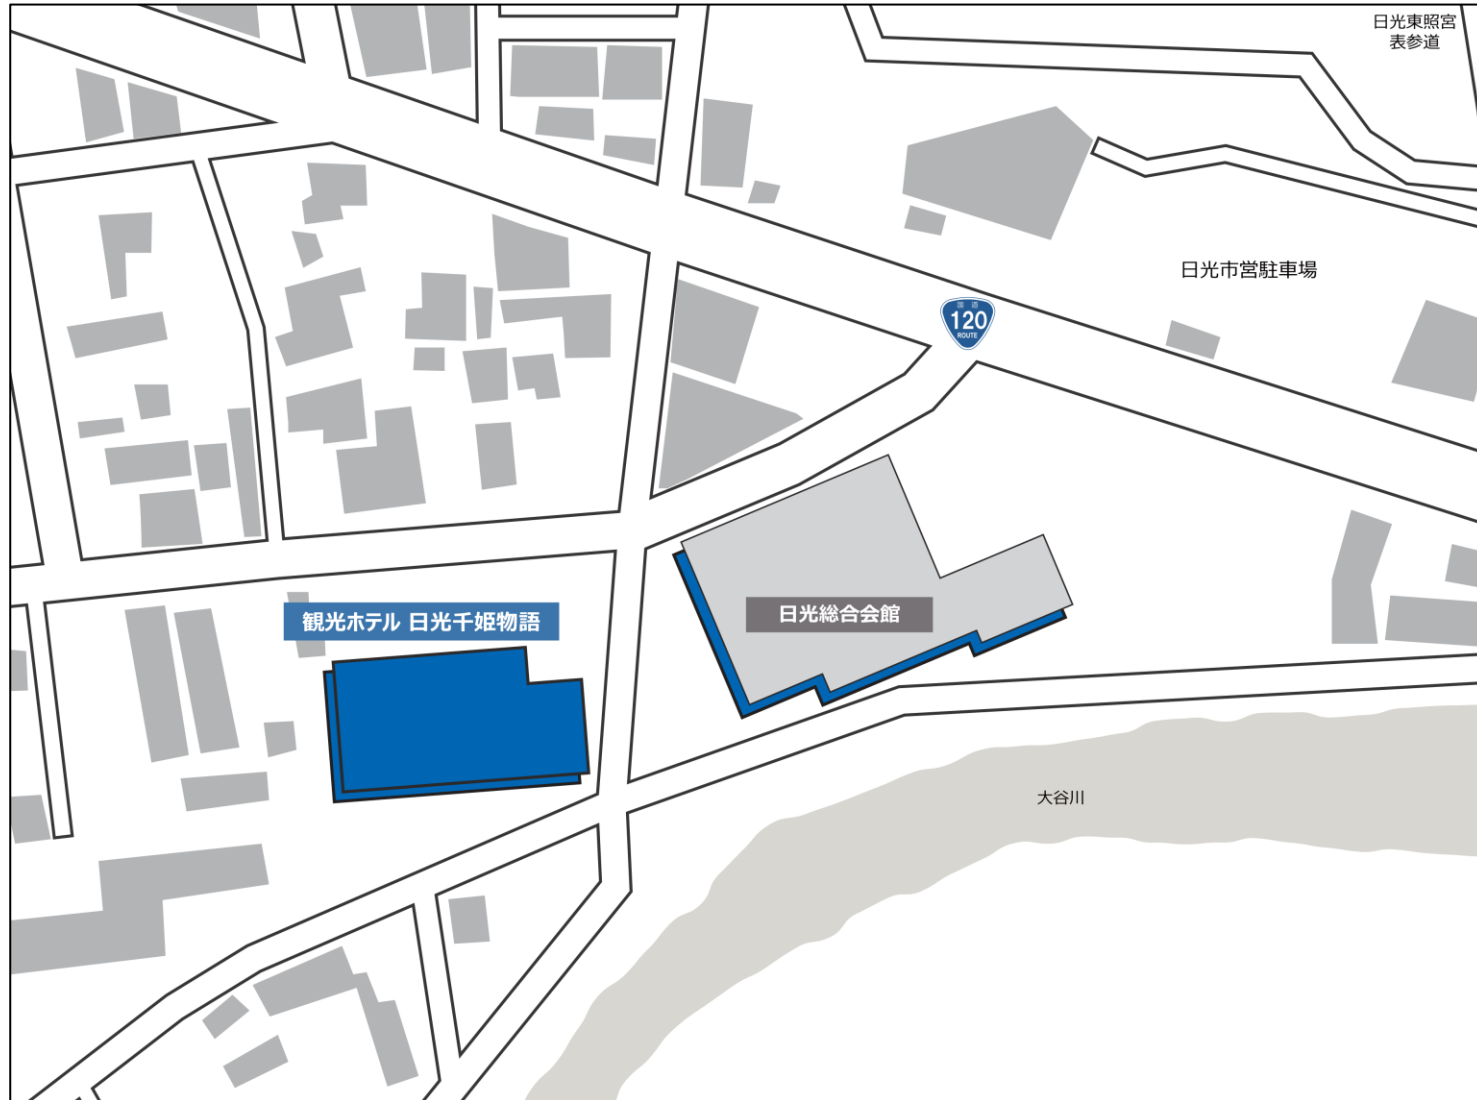 日光東照宮
表参道
日光市営駐車場
国道
120
ROUTE
観光ホテル 日光千姫物語
日光総合会館
大谷川